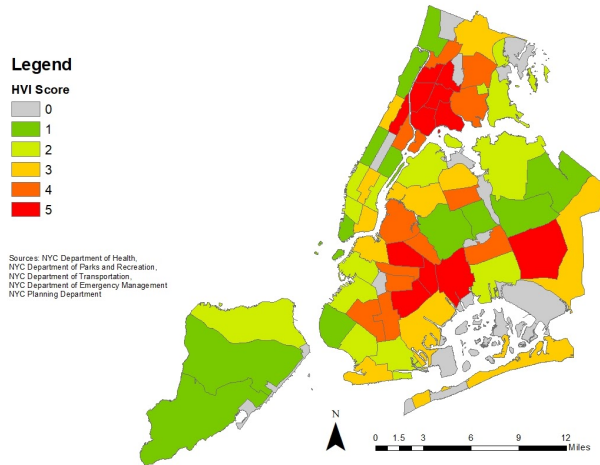 Legend
HVI Score
0
1
2
3
4
5
Sources: NYC Department of Health,
NYC Department of Parks and Recreation,
NYC Department of Transportation,
NYC Department of Emergency Management
NYC Planning Department
N
0 1.5 3 6 9 12
Miles